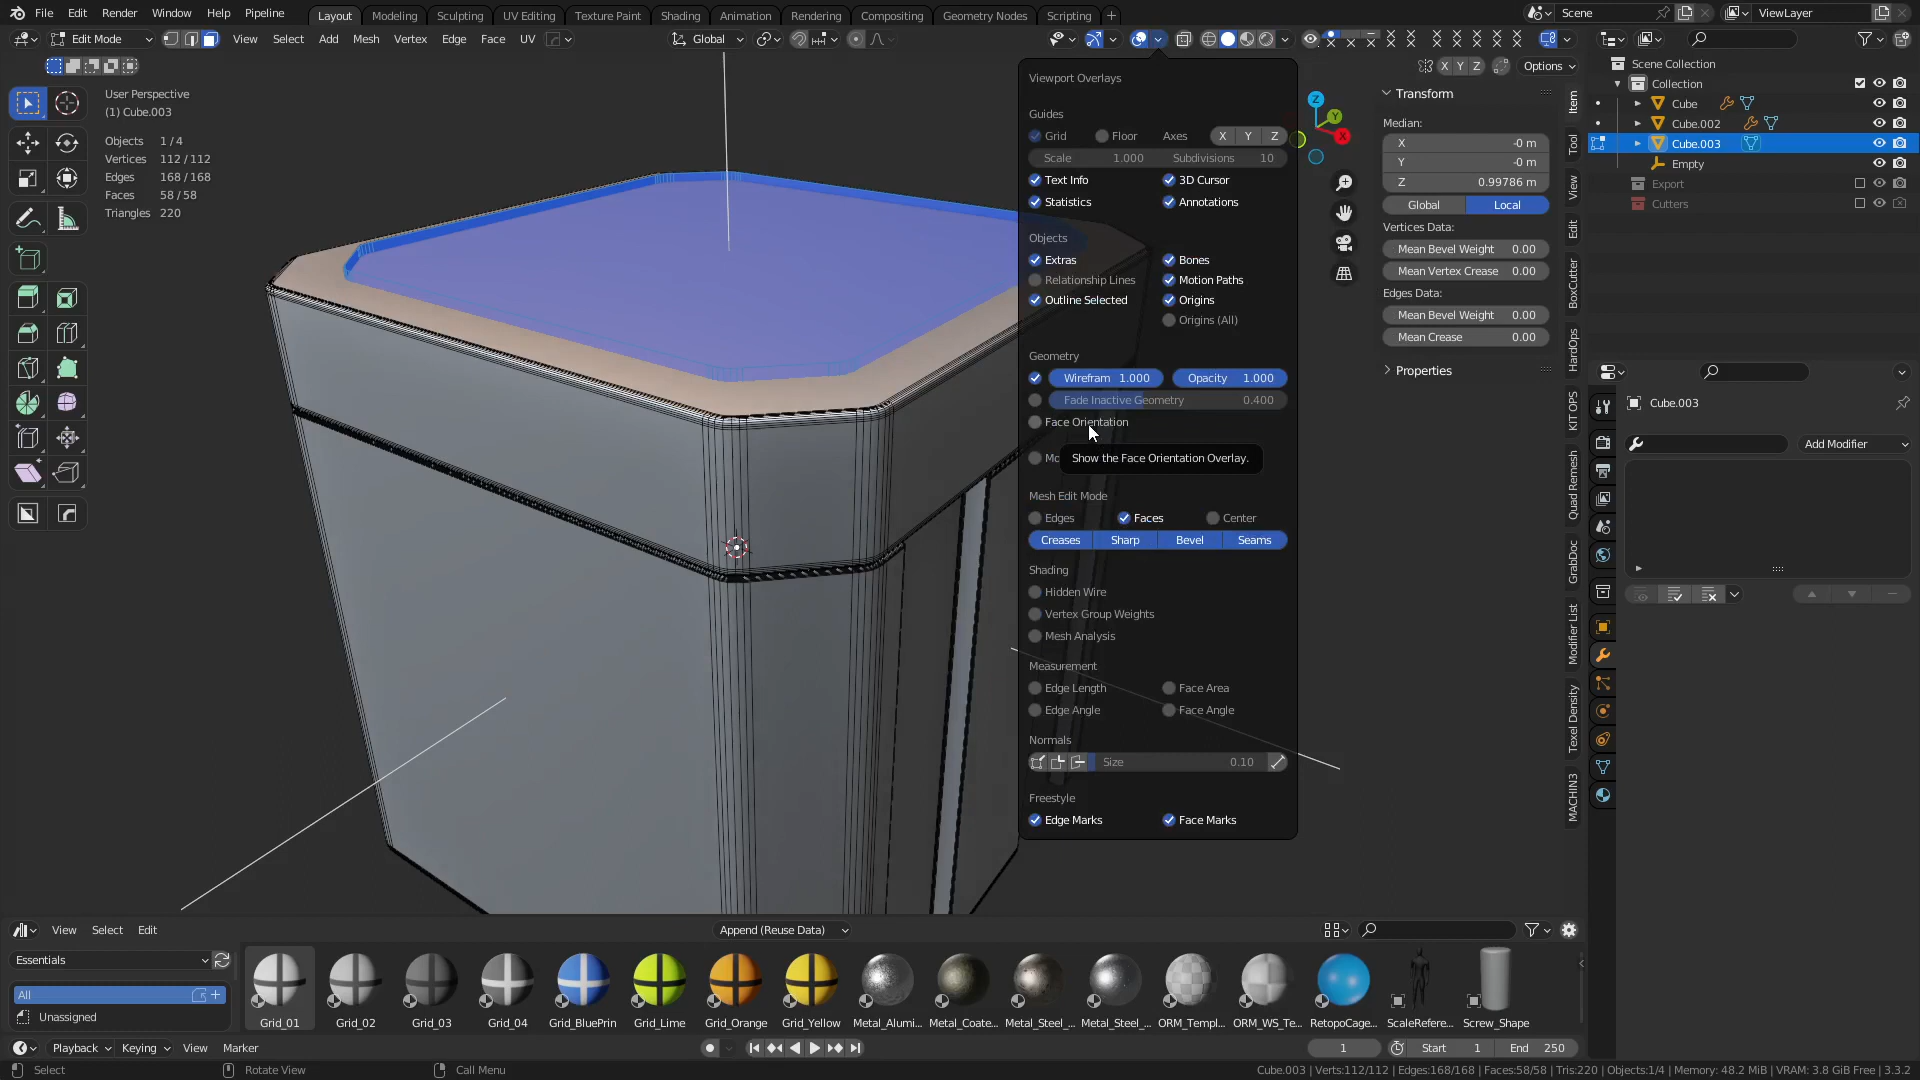 File Edit Render Window Help Pipeline Layout Modeling Sculpting UV Editing Texture Paint Shading Animation Rendering Compositing Geometry Nodes Scripting + Scene ViewLayer
Edit Mode View Select Add Mesh Vertex Edge Face UV Global
X Y Z Options
User Perspective
(1) Cube.003
Objects 1/4
Vertices 112/112
Edges 168/168
Faces 58/58
Triangles 220
Viewport Overlays
Guides
Grid Floor Axes X Y Z
Scale 1.000 Subdivisions 10
Text Info 3D Cursor
Statistics Annotations
Objects
Extras Bones
Relationship Lines Motion Paths
Outline Selected Origins
Origins (All)
Geometry
Wirefram 1.000 Opacity 1.000
Fade Inactive Geometry 0.400
Face Orientation
Mo
Show the Face Orientation Overlay.
Mesh Edit Mode
Edges Faces Center
Creases Sharp Bevel Seams
Shading
Hidden Wire
Vertex Group Weights
Mesh Analysis
Measurement
Edge Length Face Area
Edge Angle Face Angle
Normals
Size 0.10
Freestyle
Edge Marks Face Marks
Z
Y
X
Transform
Median:
X -0 m
Y -0 m
Z 0.99786 m
Global Local
Vertices Data:
Mean Bevel Weight 0.00
Mean Vertex Crease 0.00
Edges Data:
Mean Bevel Weight 0.00
Mean Crease 0.00
Properties
Item
Tool
View
Edit
BoxCutter
HardOps
KIT OPS
Quad Remesh
GrabDoc
Modifier List
Texel Density
MACHIN3
Scene Collection
Collection
Cube
Cube.002
Cube.003
Empty
Export
Cutters
Cube.003
Add Modifier
View Select Edit Append (Reuse Data)
Essentials
All
Unassigned
Grid_01 Grid_02 Grid_03 Grid_04 Grid_BluePrin Grid_Lime Grid_Orange Grid_Yellow Metal_Alumi... Metal_Coate... Metal_Steel_... Metal_Steel_... ORM_Templ... ORM_WS_Te... RetopoCage... ScaleRefere... Screw_Shape
Playback Keying View Marker 1 Start 1 End 250
Select Rotate View Call Menu Cube.003 | Verts:112/112 | Edges:168/168 | Faces:58/58 | Tris:220 | Objects:1/4 | Memory: 48.2 MiB | VRAM: 3.8 GiB Free | 3.3.2